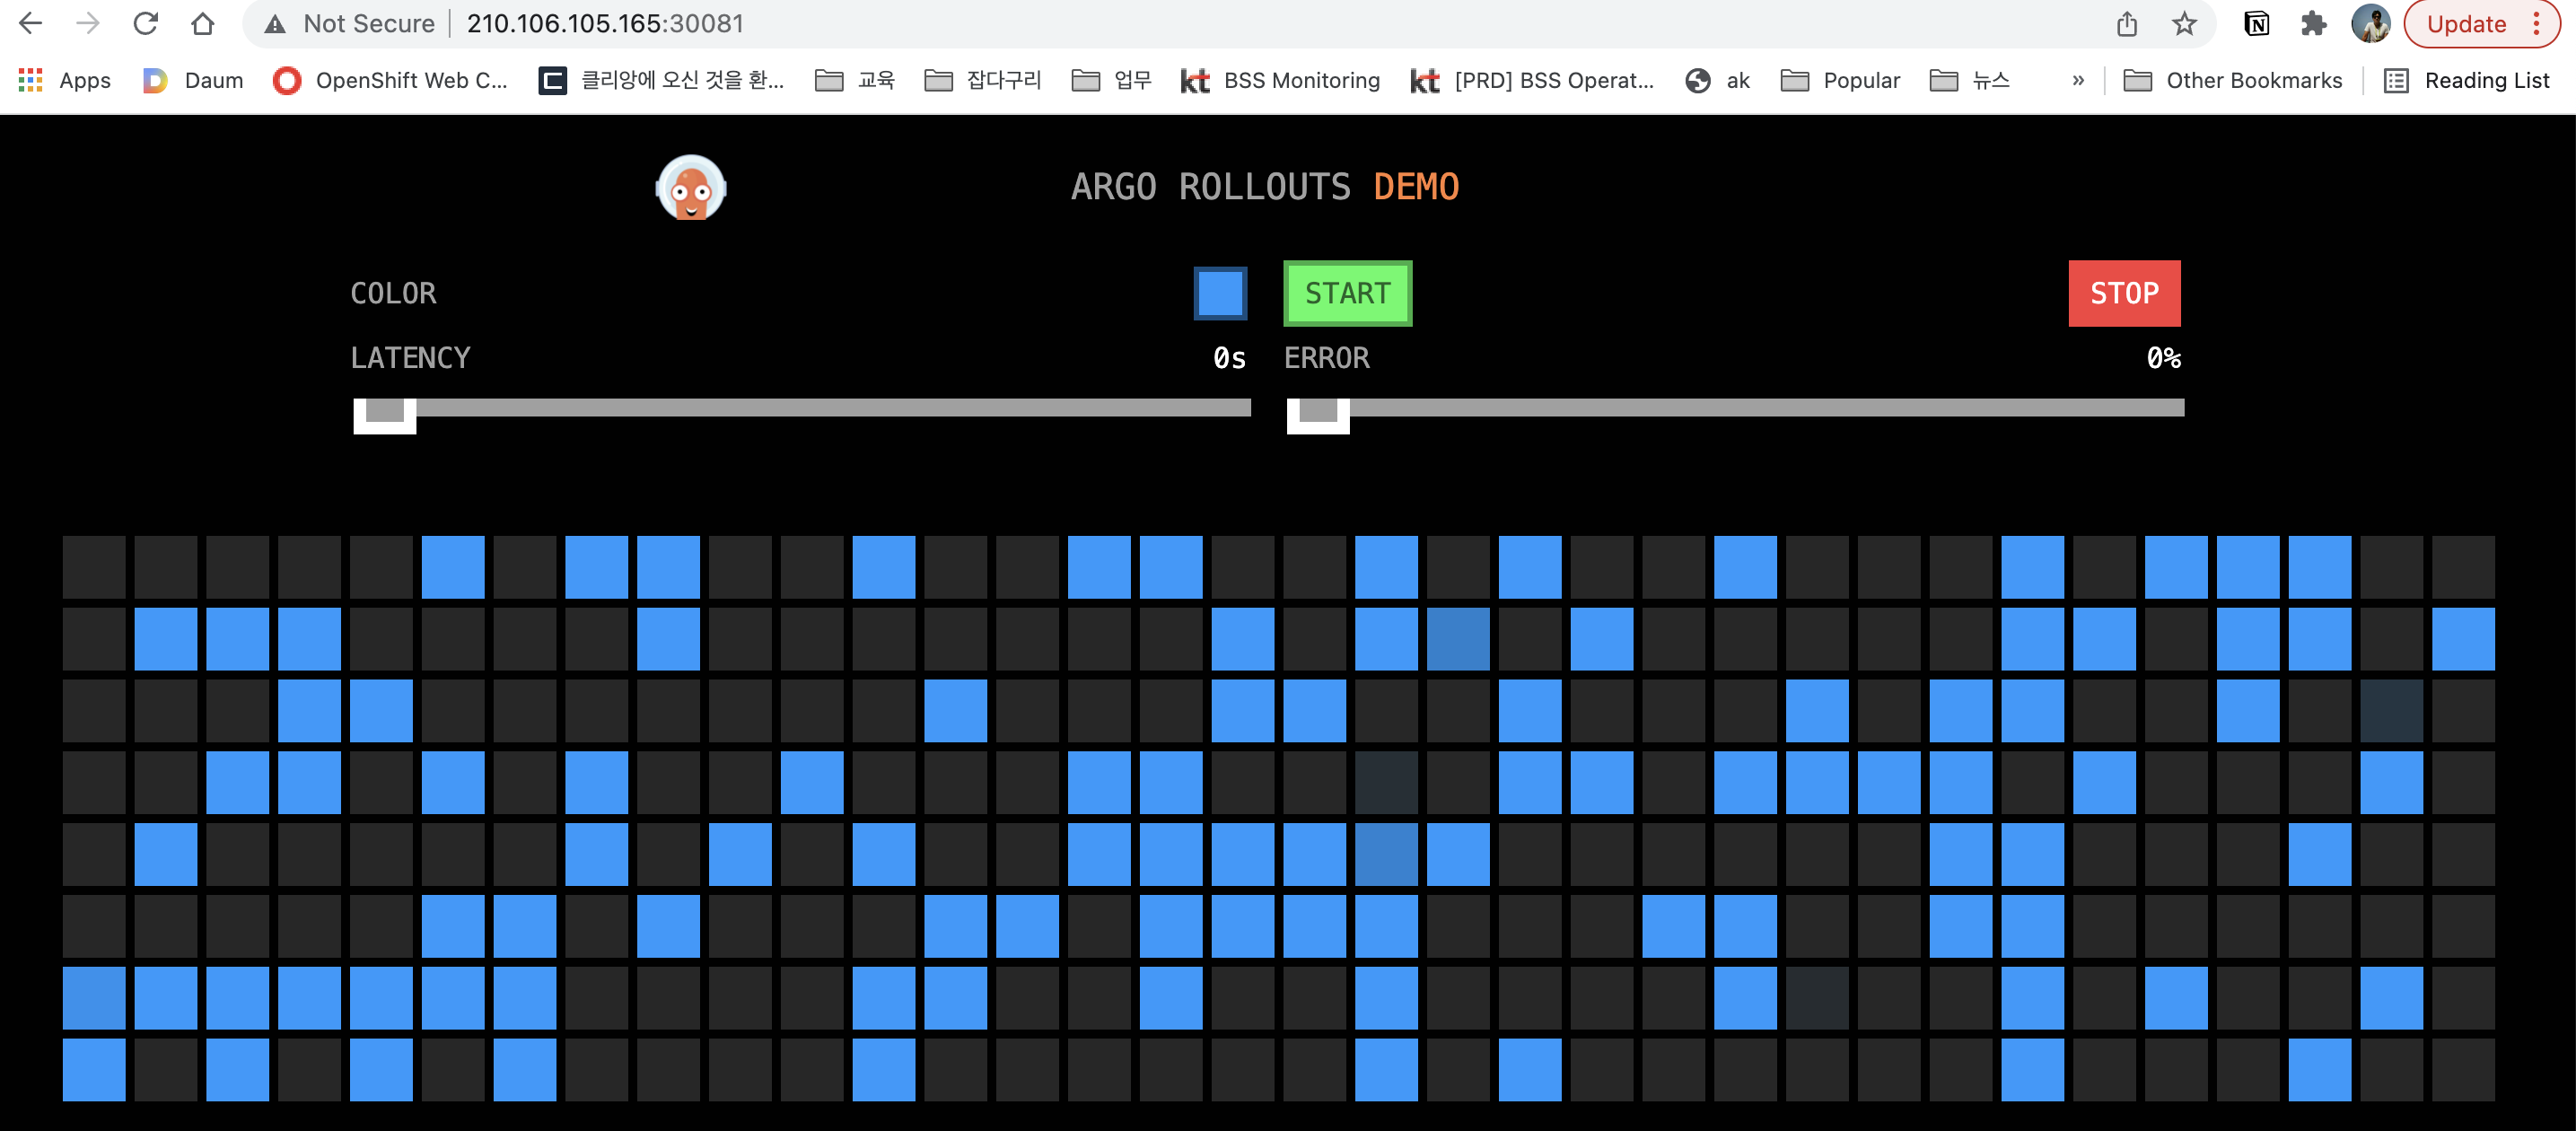 Not Secure 210.106.105.165:30081 Update
Apps Daum OpenShift Web C... 클리앙에 오신 것을 환... 교육 잡다구리 업무 kt BSS Monitoring kt [PRD] BSS Operat... ak Popular 뉴스 » Other Bookmarks Reading List
ARGO ROLLOUTS DEMO
COLOR START STOP
LATENCY 0s ERROR 0%